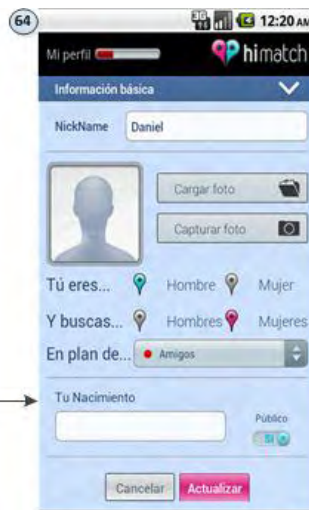 64
3G 12:20 AM
Mi perfil himatch
Información básica
NickName Daniel
Cargar foto
Capturar foto
Tú eres... Hombre Mujer
Y buscas... Hombres Mujeres
En plan de... Amigos
Tu Nacimiento
Público
Si
Cancelar Actualizar